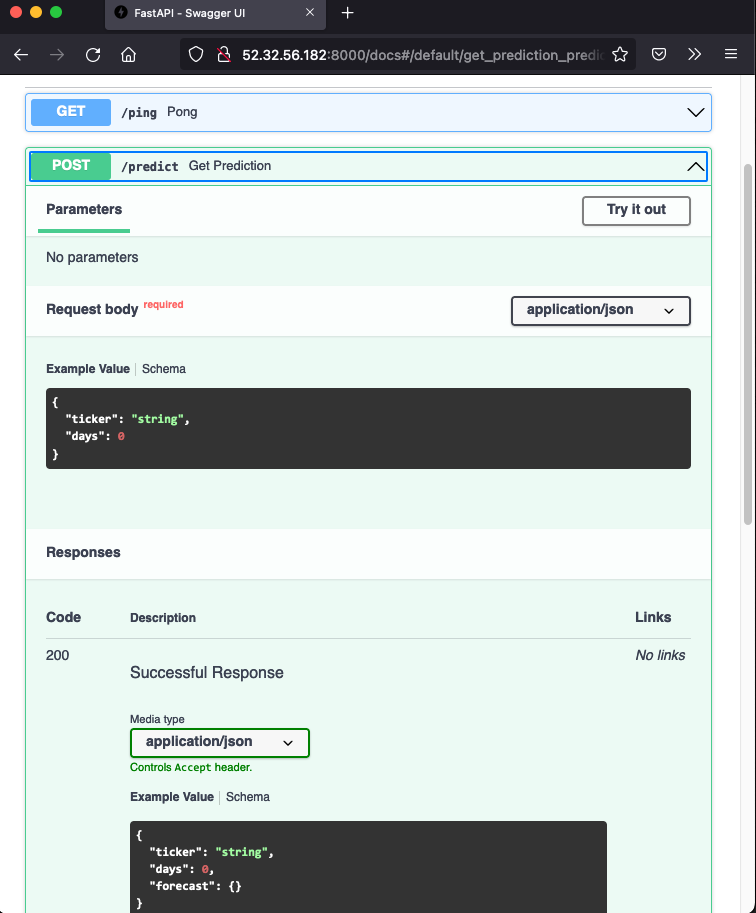 FastAPI - Swagger UI
52.32.56.182:8000/docs#/default/get_prediction_predic
GET /ping Pong
POST /predict Get Prediction
Parameters Try it out
No parameters
Request body required application/json
Example Value Schema
{
"ticker": "string",
"days": 0
}
Responses
Code Description Links
200 No links
Successful Response
Media type
application/json
Controls Accept header.
Example Value Schema
{
"ticker": "string",
"days": 0,
"forecast": {}
}